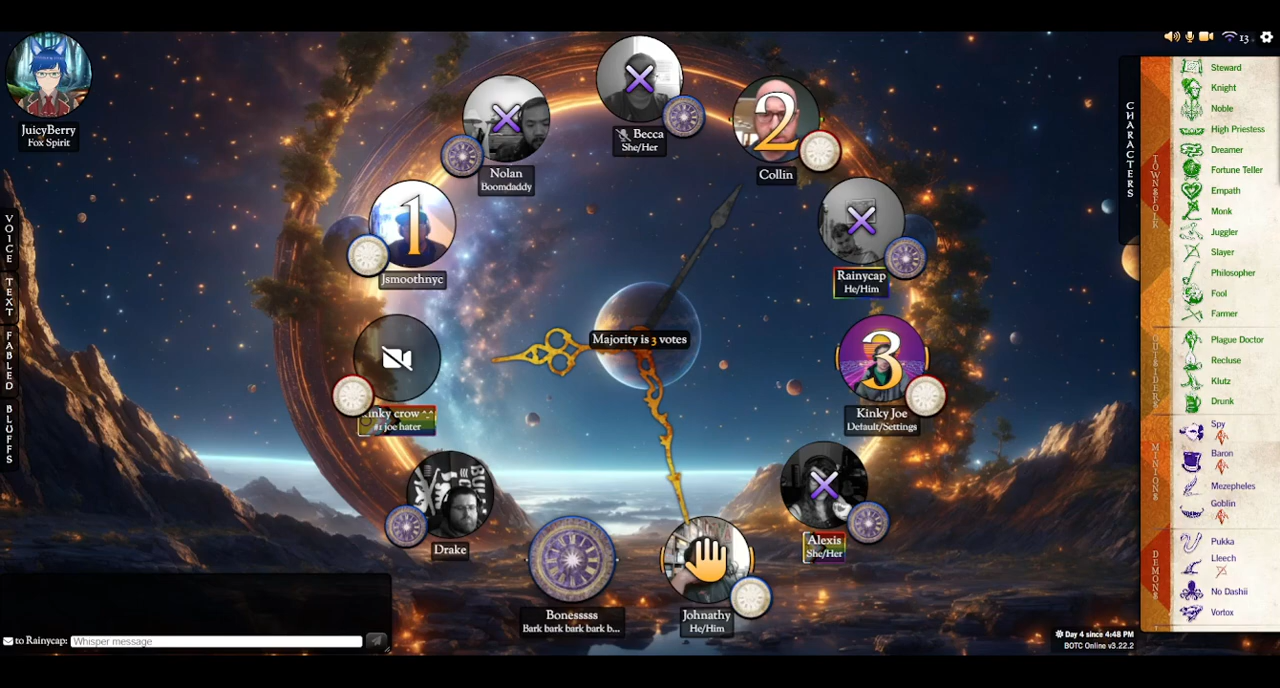 13
JuicyBerry
Fox Spirit
Becca
She/Her
Nolan
Boomdaddy
2
Collin
1
Jsmoothnyc
Rainycap
He/Him
Majority is 3 votes
3
Kinky Joe
Default/Settings
inky crow ^^
#1 joe hater
Drake
Alexis
She/Her
Bonesssss
Bark bark bark bark b...
Johnathy
He/Him
VOICE
TEXT
FABLED
BLUFFS
to Rainycap: Whisper message
Day 4 since 4:48 PM
BOTC Online v3.22.2
CHARACTERS
TOWNSFOLK
Steward
Knight
Noble
High Priestess
Dreamer
Fortune Teller
Empath
Monk
Juggler
Slayer
Philosopher
Fool
Farmer
OUTSIDERS
Plague Doctor
Recluse
Klutz
Drunk
MINIONS
Spy
Baron
Mezepheles
Goblin
DEMONS
Pukka
Lleech
No Dashii
Vortox